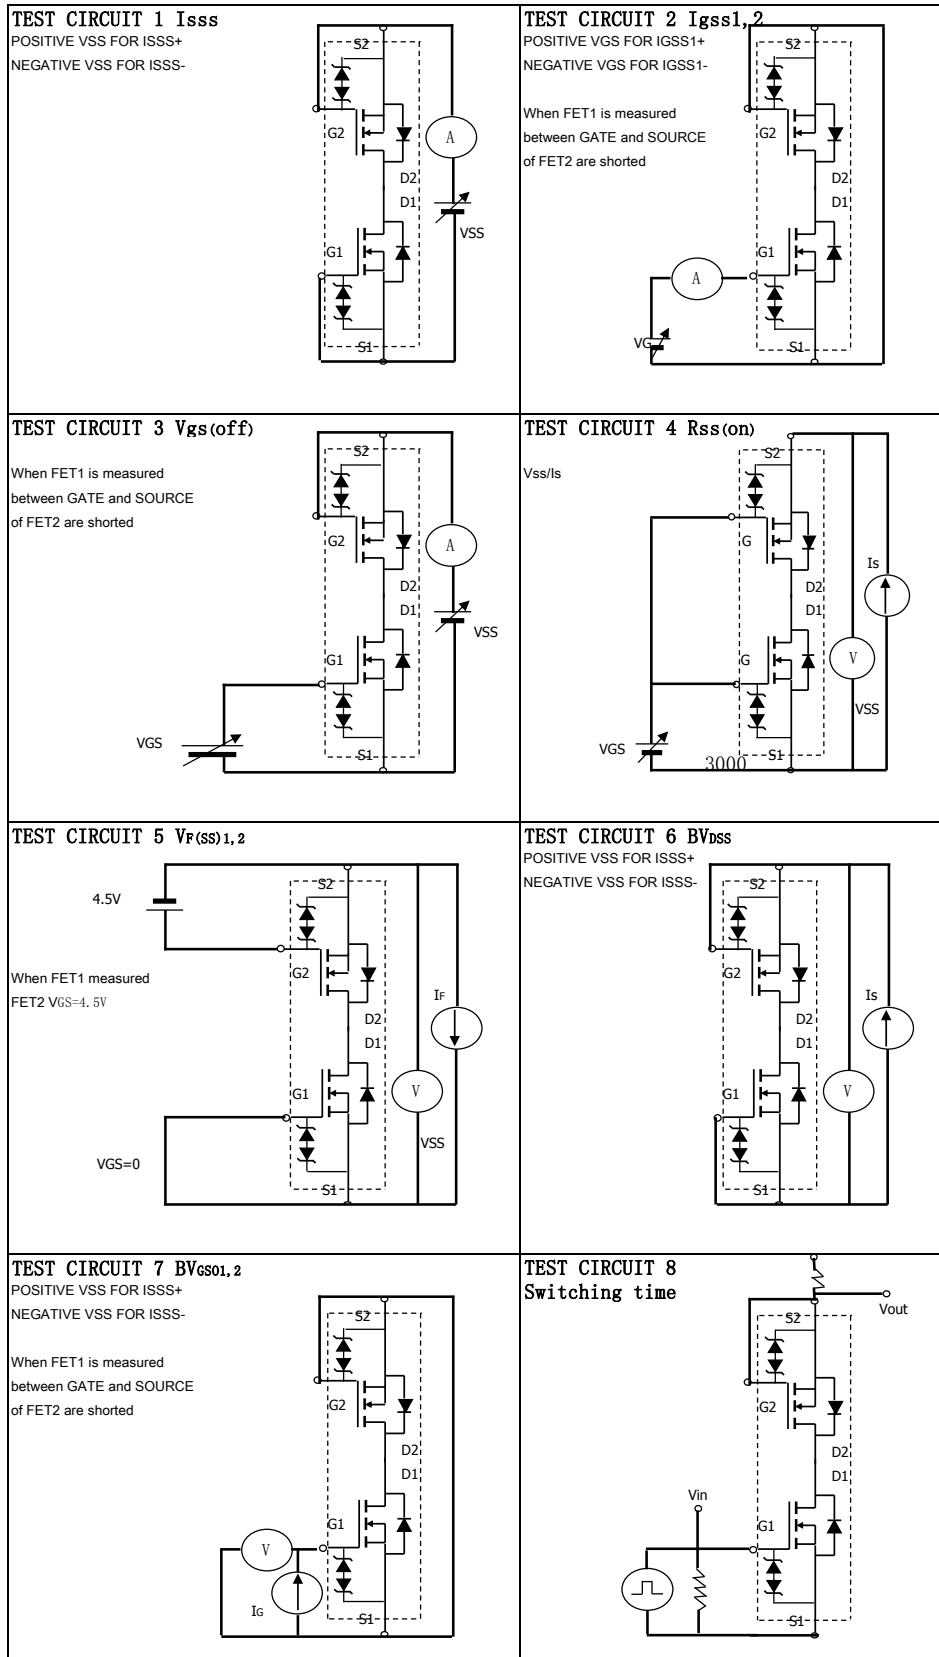 TEST CIRCUIT 1 Isss
POSITIVE VSS FOR ISSS+
NEGATIVE VSS FOR ISSS-
S2
G2
A
D2
D1
VSS
G1
S1
TEST CIRCUIT 2 Igss1,2
POSITIVE VGS FOR IGSS1+
NEGATIVE VGS FOR IGSS1-
When FET1 is measured
between GATE and SOURCE
of FET2 are shorted
S2
G2
D2
D1
G1
A
VG
S1
TEST CIRCUIT 3 Vgs(off)
When FET1 is measured
between GATE and SOURCE
of FET2 are shorted
S2
G2
A
D2
D1
VSS
G1
VGS
S1
TEST CIRCUIT 4 Rss(on)
Vss/Is
S2
G
Is
D2
D1
G
V
VSS
VGS
S1
3000
TEST CIRCUIT 5 VF(SS)1,2
4.5V
When FET1 measured
FET2 VGS=4.5V
S2
G2
IF
D2
D1
G1
V
VSS
VGS=0
S1
TEST CIRCUIT 6 BVDSS
POSITIVE VSS FOR ISSS+
NEGATIVE VSS FOR ISSS-
S2
G2
Is
D2
D1
G1
V
S1
TEST CIRCUIT 7 BVGSO1,2
POSITIVE VSS FOR ISSS+
NEGATIVE VSS FOR ISSS-
When FET1 is measured
between GATE and SOURCE
of FET2 are shorted
S2
G2
D2
D1
G1
V
IG
S1
TEST CIRCUIT 8
Switching time
Vout
S2
G2
D2
D1
Vin
G1
S1